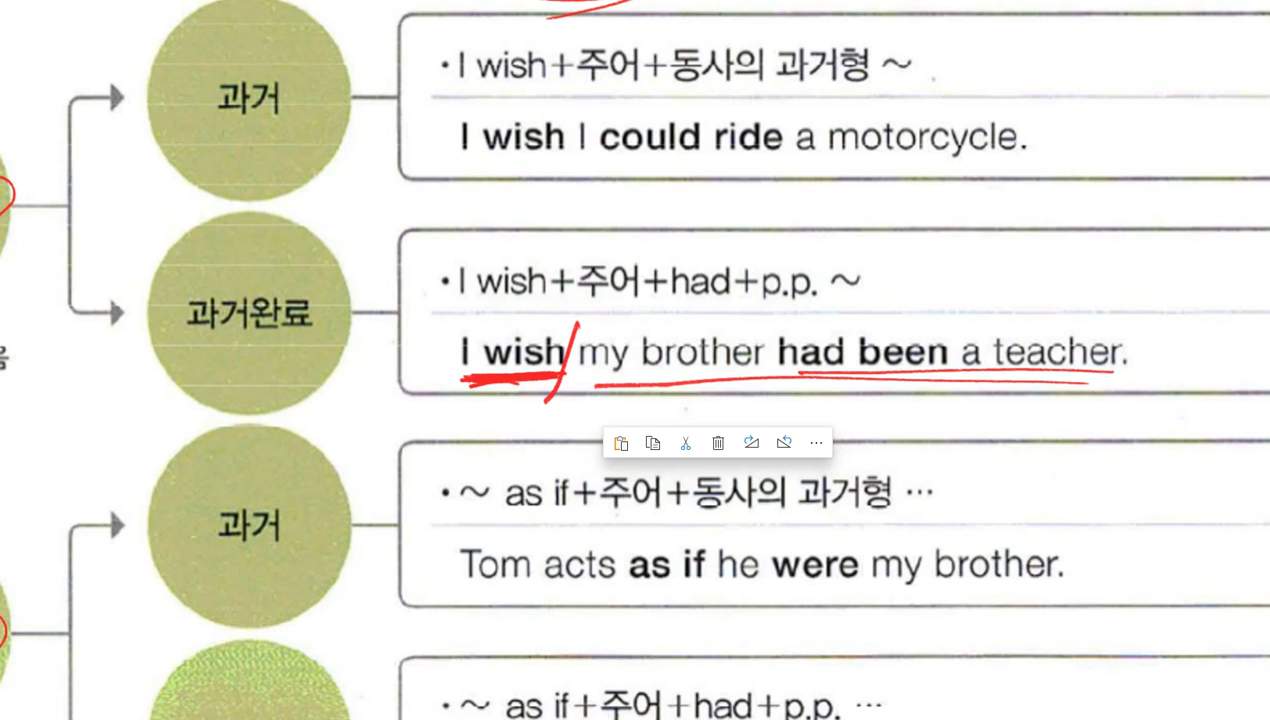 과거
• I wish+주어+동사의 과거형 ~
I wish I could ride a motorcycle.
과거완료
• I wish+주어+had+p.p. ~
I wish my brother had been a teacher.
과거
• ~ as if+주어+동사의 과거형 …
Tom acts as if he were my brother.
• ~ as if+주어+had+p.p. …